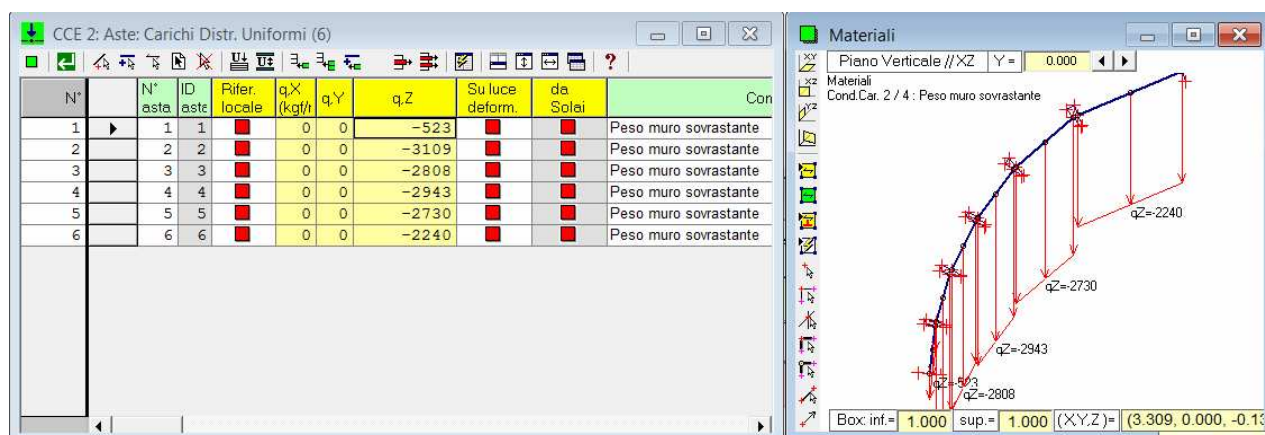 CCE 2: Aste: Carichi Distr. Uniformi (6)
N° N° asta ID aste Rifer. locale q,X (kgf/r q,Y q,Z Su luce deform. da Solai Con
1 1 1 0 0 -523 Peso muro sovrastante
2 2 2 0 0 -3109 Peso muro sovrastante
3 3 3 0 0 -2808 Peso muro sovrastante
4 4 4 0 0 -2943 Peso muro sovrastante
5 5 5 0 0 -2730 Peso muro sovrastante
6 6 6 0 0 -2240 Peso muro sovrastante
Materiali
Piano Verticale //XZ Y = 0.000
XY
XZ
YZ
Materiali
Cond.Car. 2 / 4 : Peso muro sovrastante
qZ=-2240
qZ=-2730
qZ=-2943
qZ=-523
qZ=-2808
Box: inf.= 1.000 sup.= 1.000 (X,Y,Z)= (3.309, 0.000, -0.13